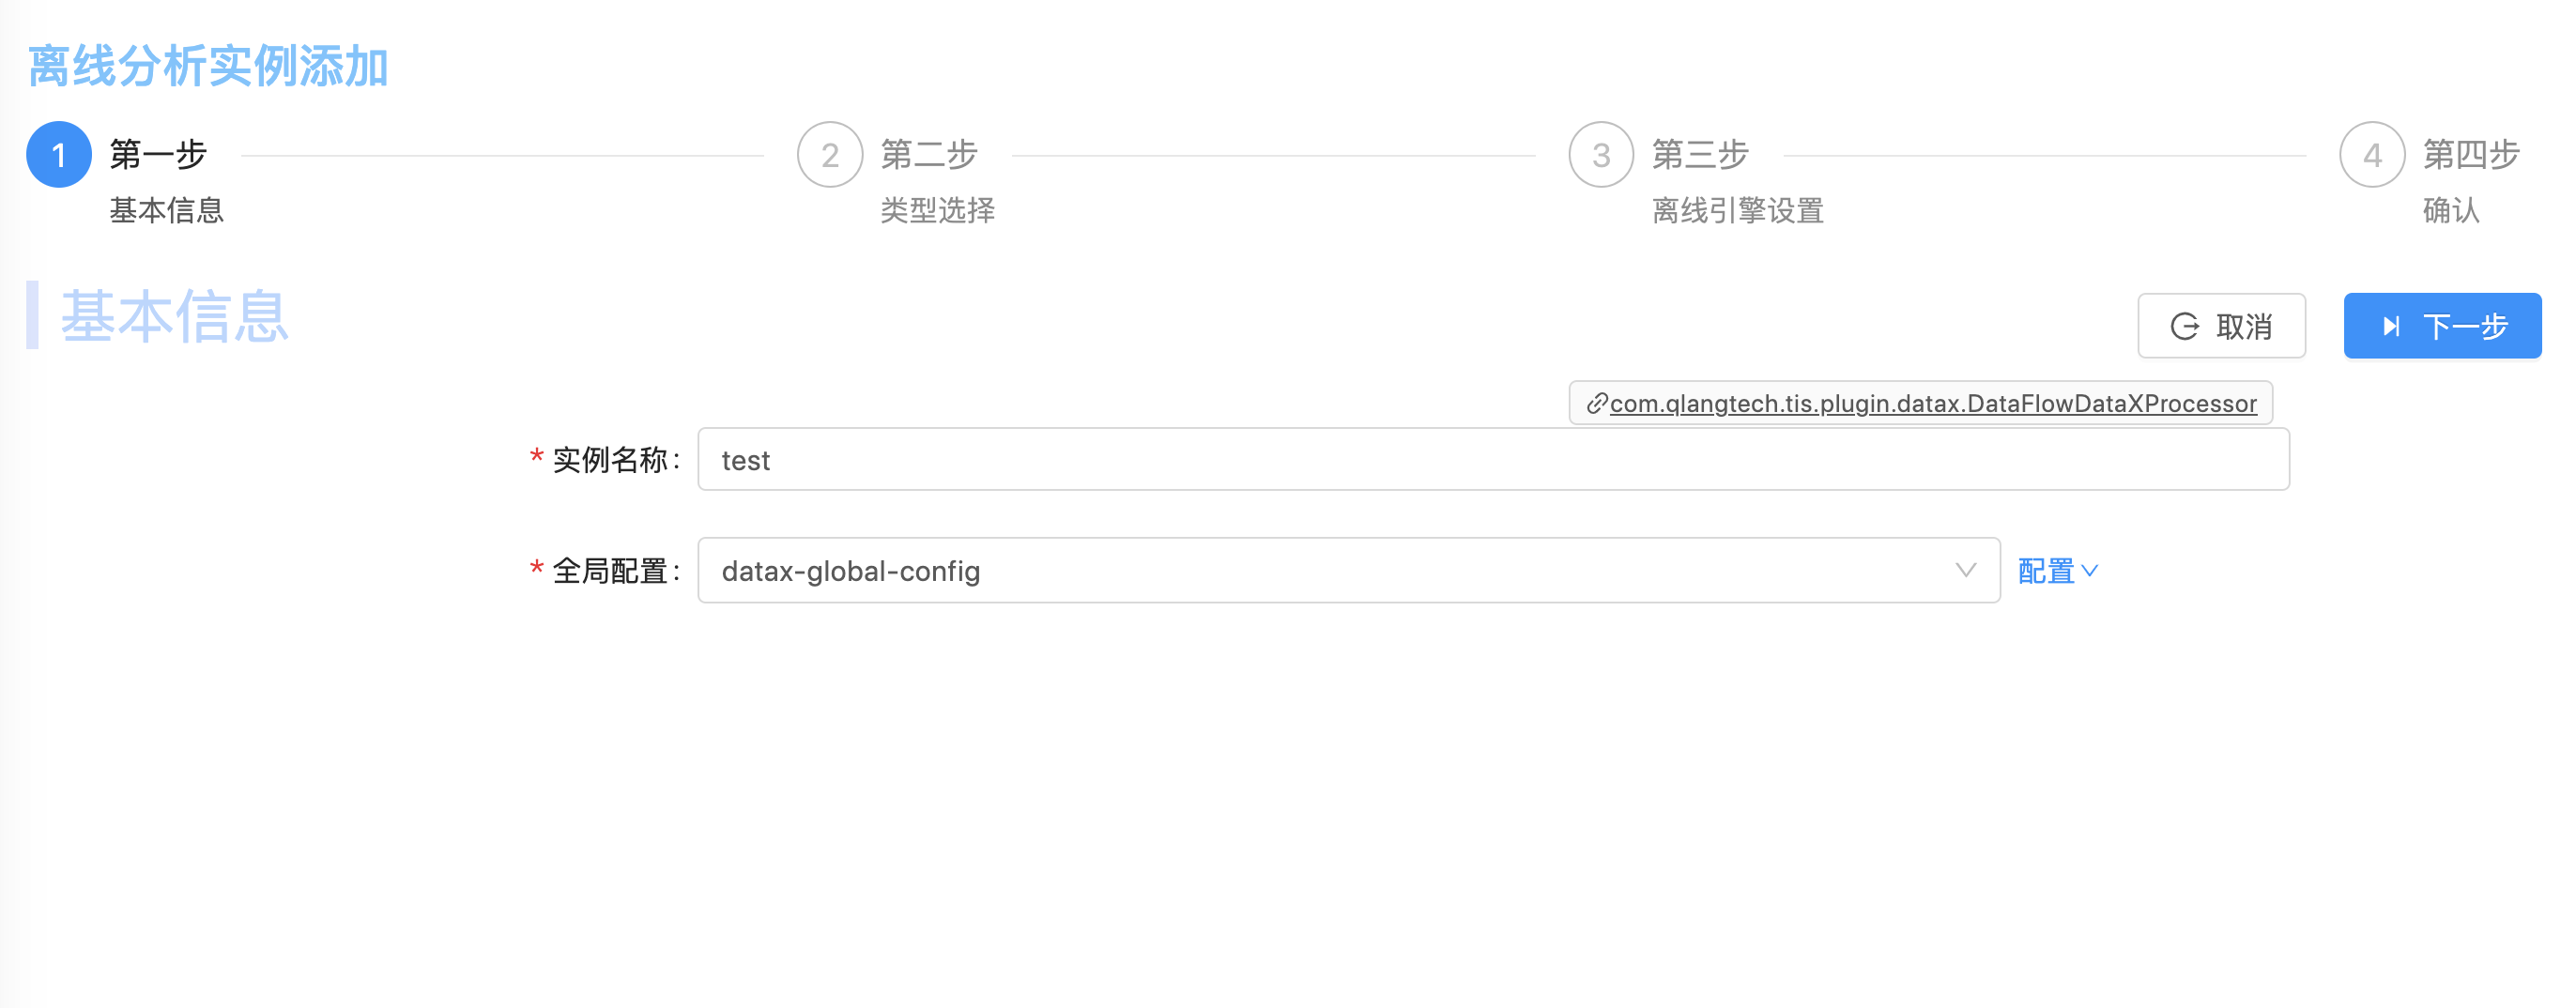 离线分析实例添加
1 第一步
基本信息
2 第二步
类型选择
3 第三步
离线引擎设置
4 第四步
确认
基本信息
取消
下一步
com.qlangtech.tis.plugin.datax.DataFlowDataXProcessor
* 实例名称: test
* 全局配置: datax-global-config 配置